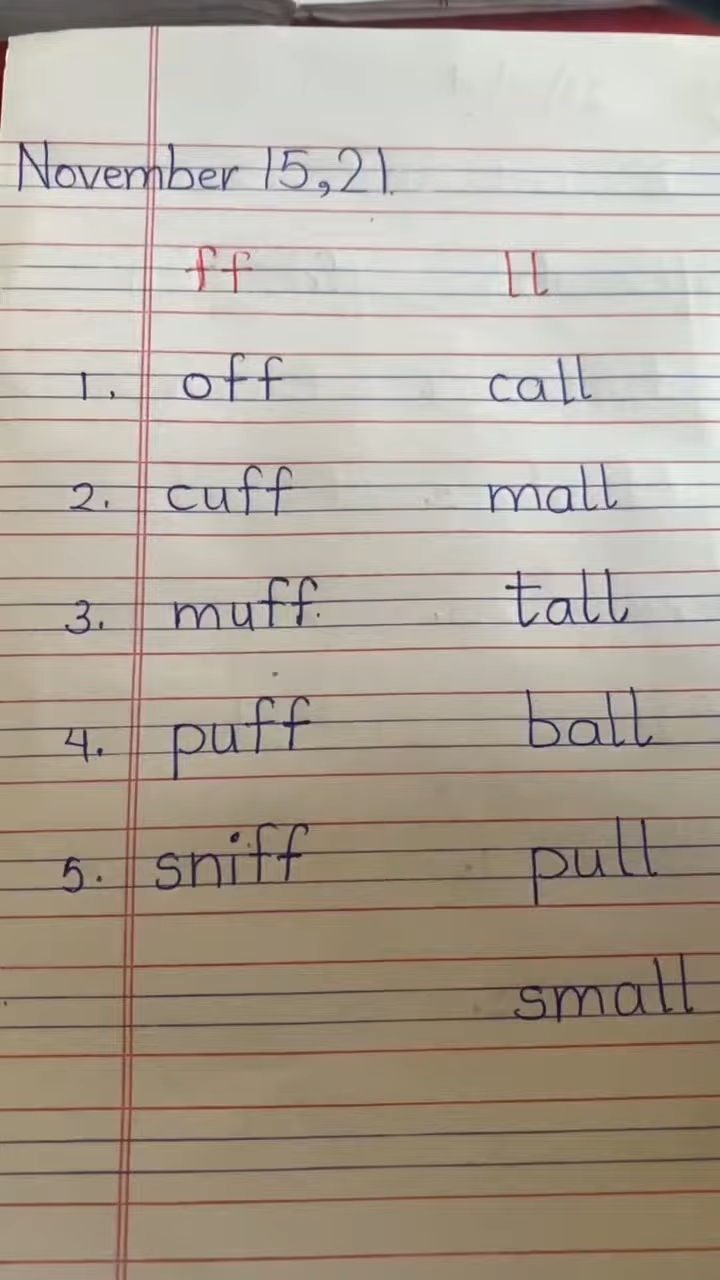 November 15,21.
ff ll
1. off call
2. cuff mall
3. muff. tall
4. puff ball
5. sniff pull
small